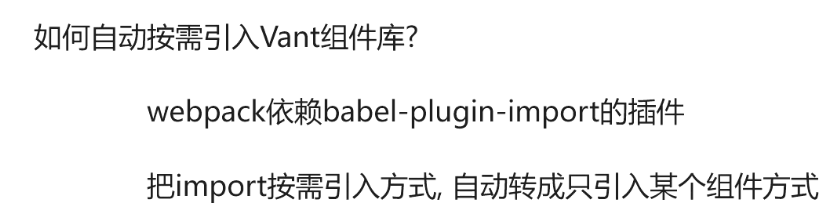 如何自动按需引入Vant组件库?
webpack依赖babel-plugin-import的插件
把import按需引入方式, 自动转成只引入某个组件方式